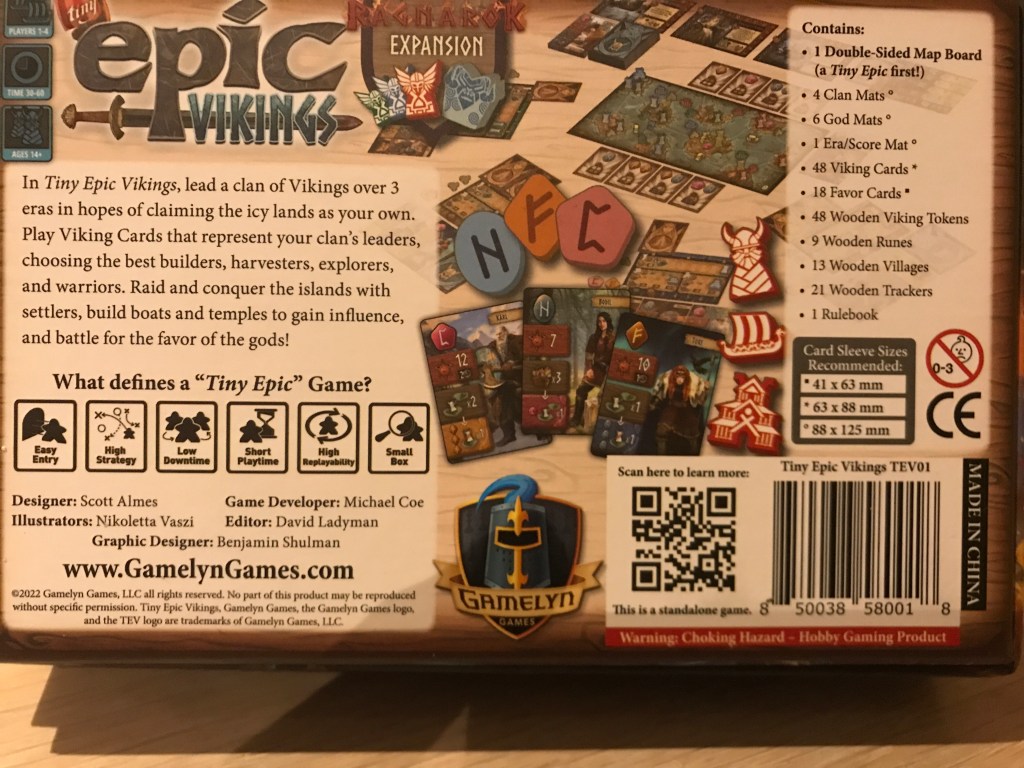 tiny
epic
VIKINGS
RAGNAROK
EXPANSION
PLAYERS 1-4
TIME 30-60
AGES 14+
In Tiny Epic Vikings, lead a clan of Vikings over 3
eras in hopes of claiming the icy lands as your own.
Play Viking Cards that represent your clan's leaders,
choosing the best builders, harvesters, explorers,
and warriors. Raid and conquer the islands with
settlers, build boats and temples to gain influence,
and battle for the favor of the gods!
What defines a "Tiny Epic" Game?
Easy
Entry
High
Strategy
Low
Downtime
Short
Playtime
High
Replayability
Small
Box
Designer: Scott Almes
Game Developer: Michael Coe
Illustrators: Nikoletta Vaszi
Editor: David Ladyman
Graphic Designer: Benjamin Shulman
www.GamelynGames.com
©2022 Gamelyn Games, LLC all rights reserved. No part of this product may be reproduced
without specific permission. Tiny Epic Vikings, Gamelyn Games, the Gamelyn Games logo,
and the TEV logo are trademarks of Gamelyn Games, LLC.
KARL
12
7
x3
10
GAMELYN
GAMES
Contains:
• 1 Double-Sided Map Board
(a Tiny Epic first!)
• 4 Clan Mats °
• 6 God Mats °
• 1 Era/Score Mat °
• 48 Viking Cards *
• 18 Favor Cards ▪
• 48 Wooden Viking Tokens
• 9 Wooden Runes
• 13 Wooden Villages
• 21 Wooden Trackers
• 1 Rulebook
Card Sleeve Sizes
Recommended:
▪ 41 x 63 mm
* 63 x 88 mm
° 88 x 125 mm
0-3
CE
Scan here to learn more:
Tiny Epic Vikings TEV01
This is a standalone game.
8 50038 58001 8
MADE IN CHINA
Warning: Choking Hazard – Hobby Gaming Product